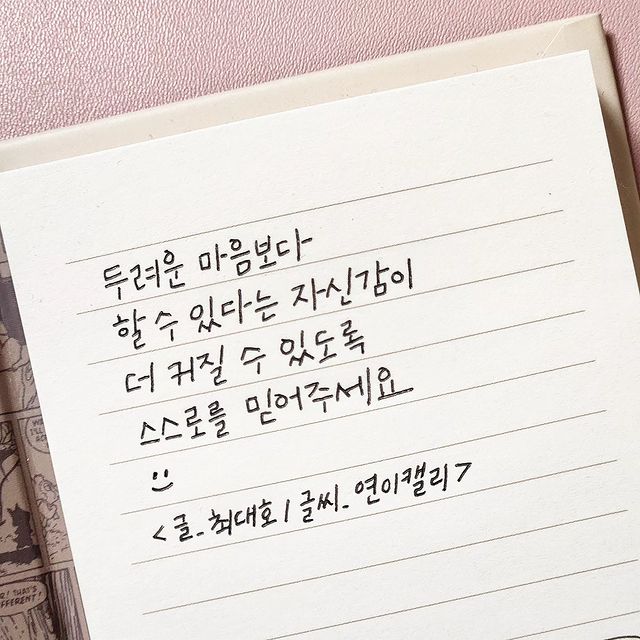 두려운 마음보다
할 수 있다는 자신감이
더 커질 수 있도록
스스로를 믿어주세요
:)
<글_최대호 / 글씨_연이캘리>